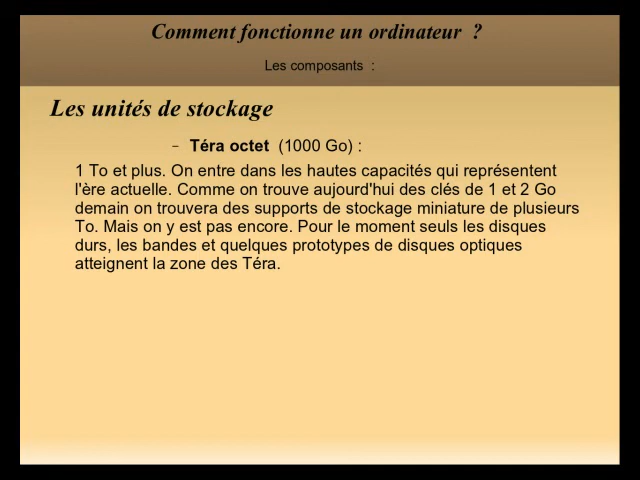 Comment fonctionne un ordinateur ?
Les composants :
Les unités de stockage
– Téra octet (1000 Go) :
1 To et plus. On entre dans les hautes capacités qui représentent
l'ère actuelle. Comme on trouve aujourd'hui des clés de 1 et 2 Go
demain on trouvera des supports de stockage miniature de plusieurs
To. Mais on y est pas encore. Pour le moment seuls les disques
durs, les bandes et quelques prototypes de disques optiques
atteignent la zone des Téra.